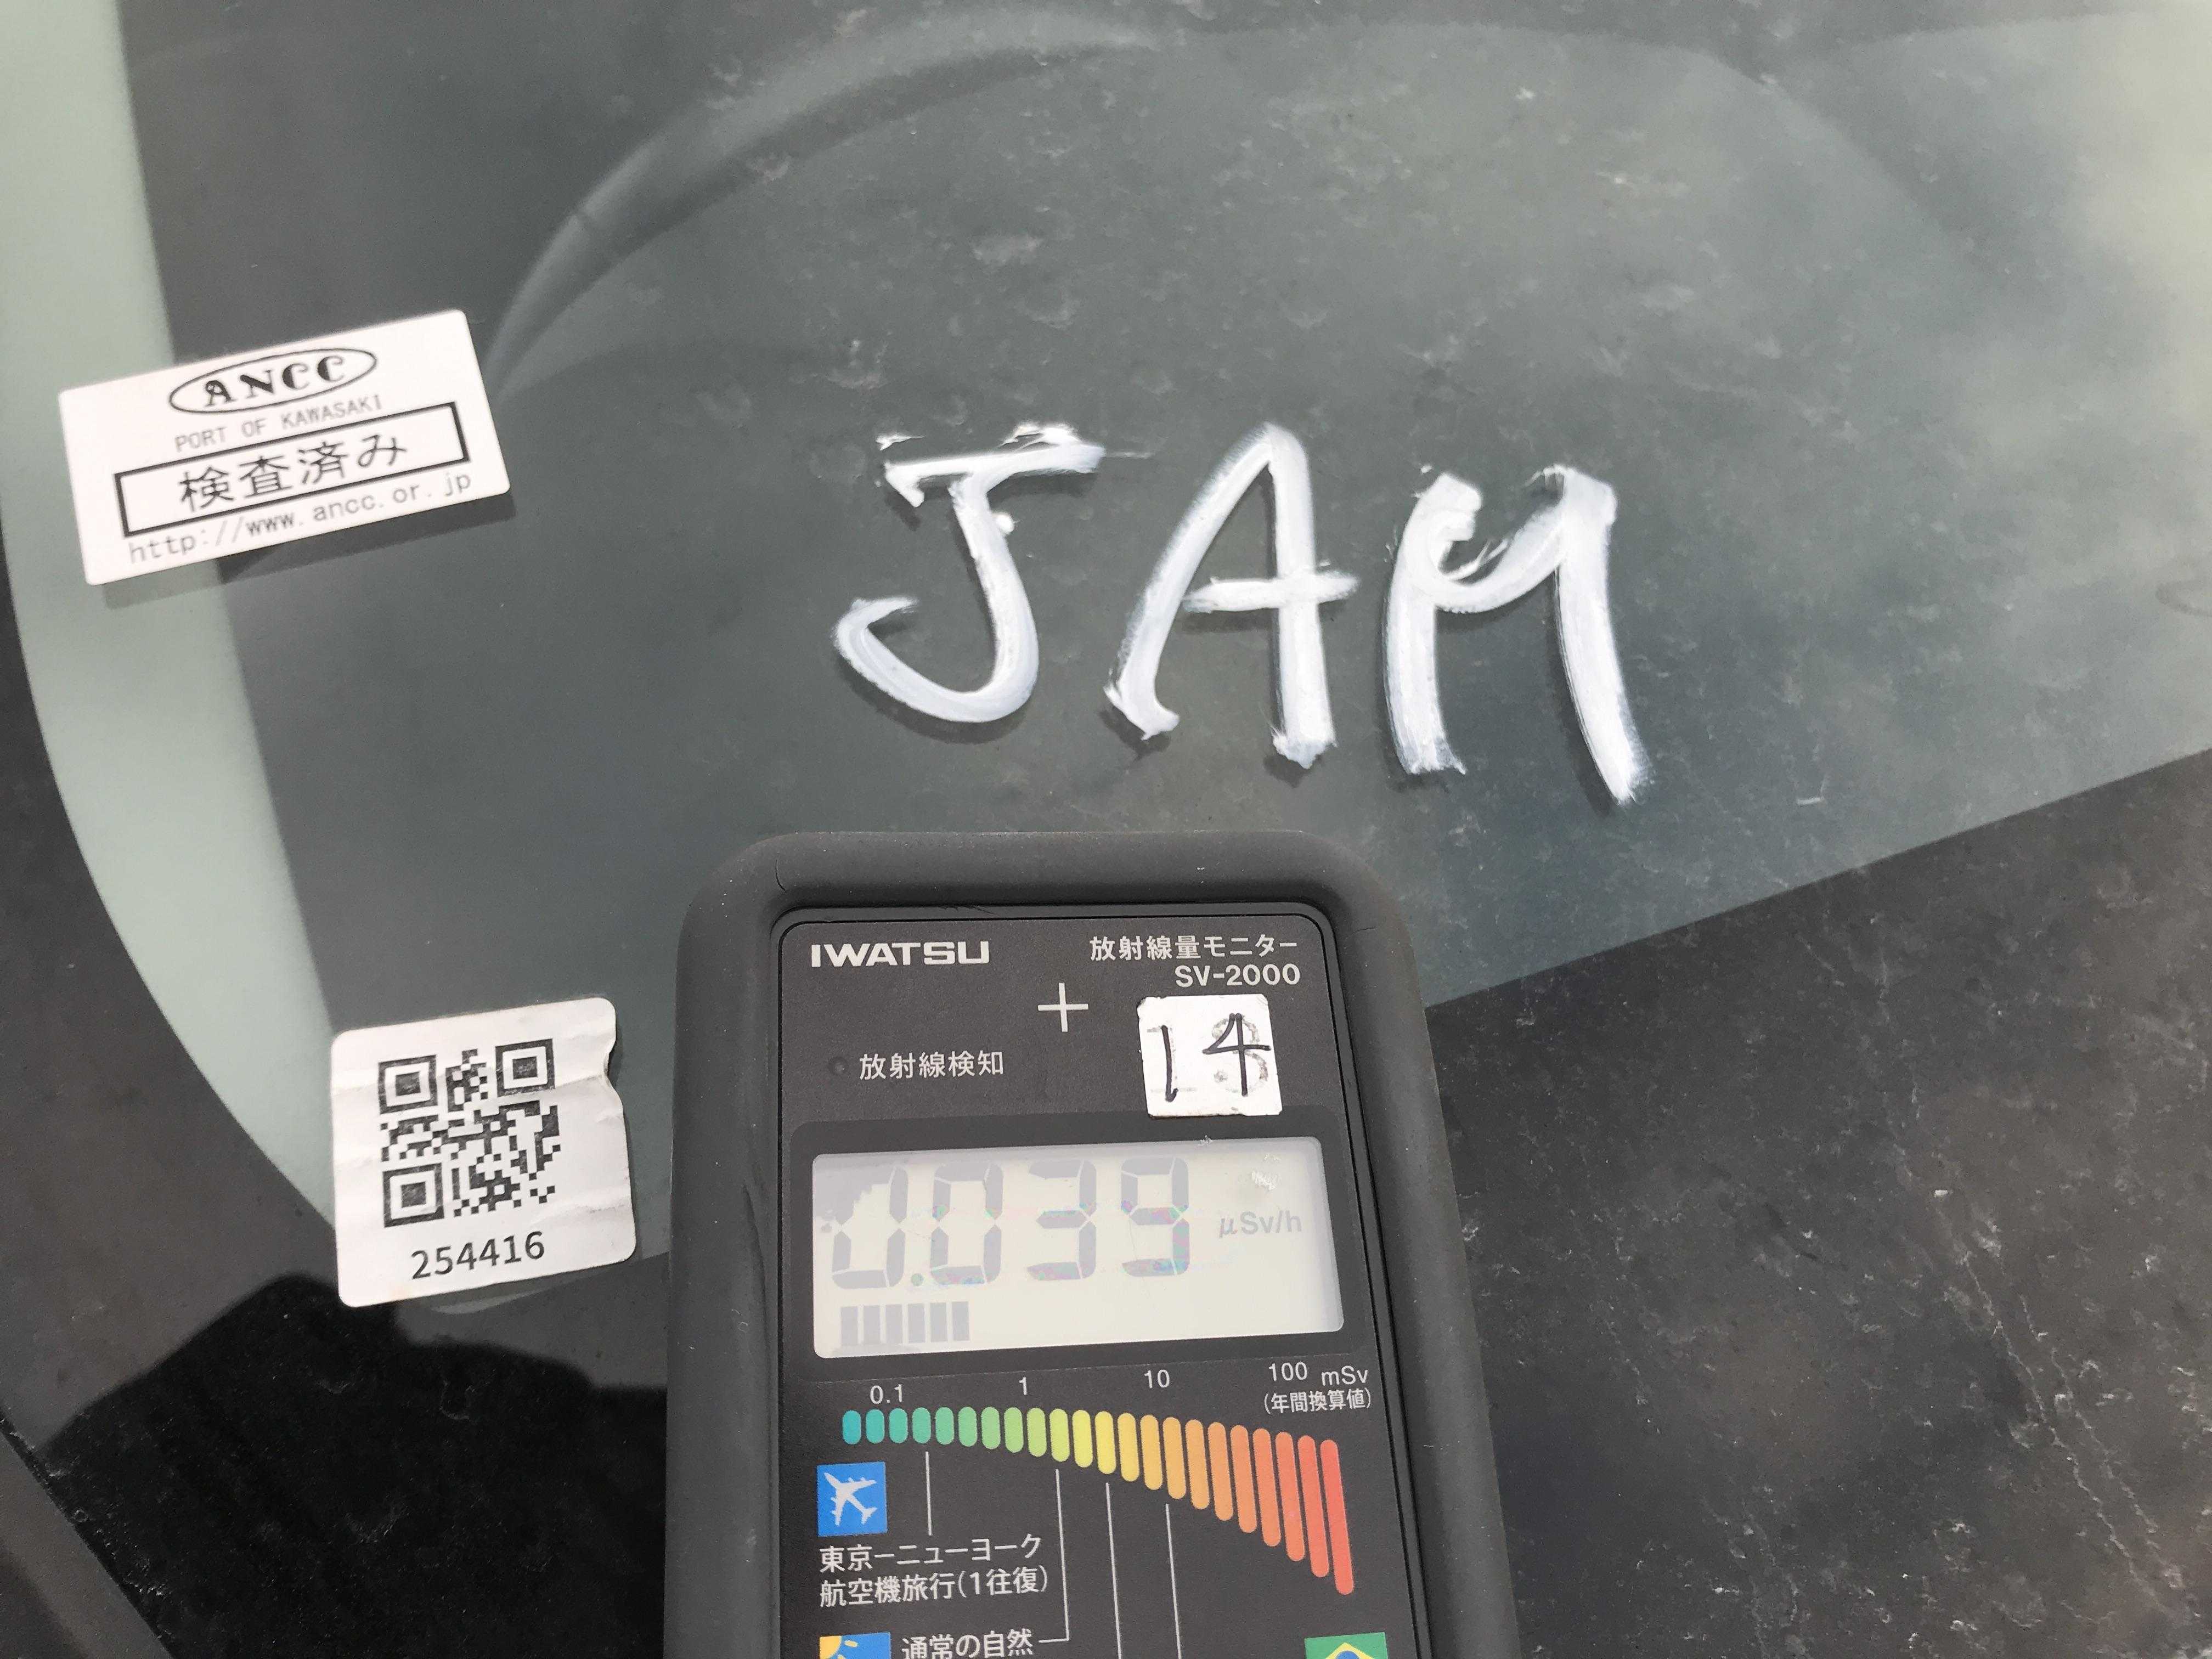 ANCC
PORT OF KAWASAKI
検査済み
http://www.ancc.or.jp
JAM
IWATSU
放射線量モニター
SV-2000
放射線検知
14
0.039 μSv/h
254416
0.1 1 10 100 mSv
(年間換算値)
東京ーニューヨーク
航空機旅行(1往復)
通常の自然